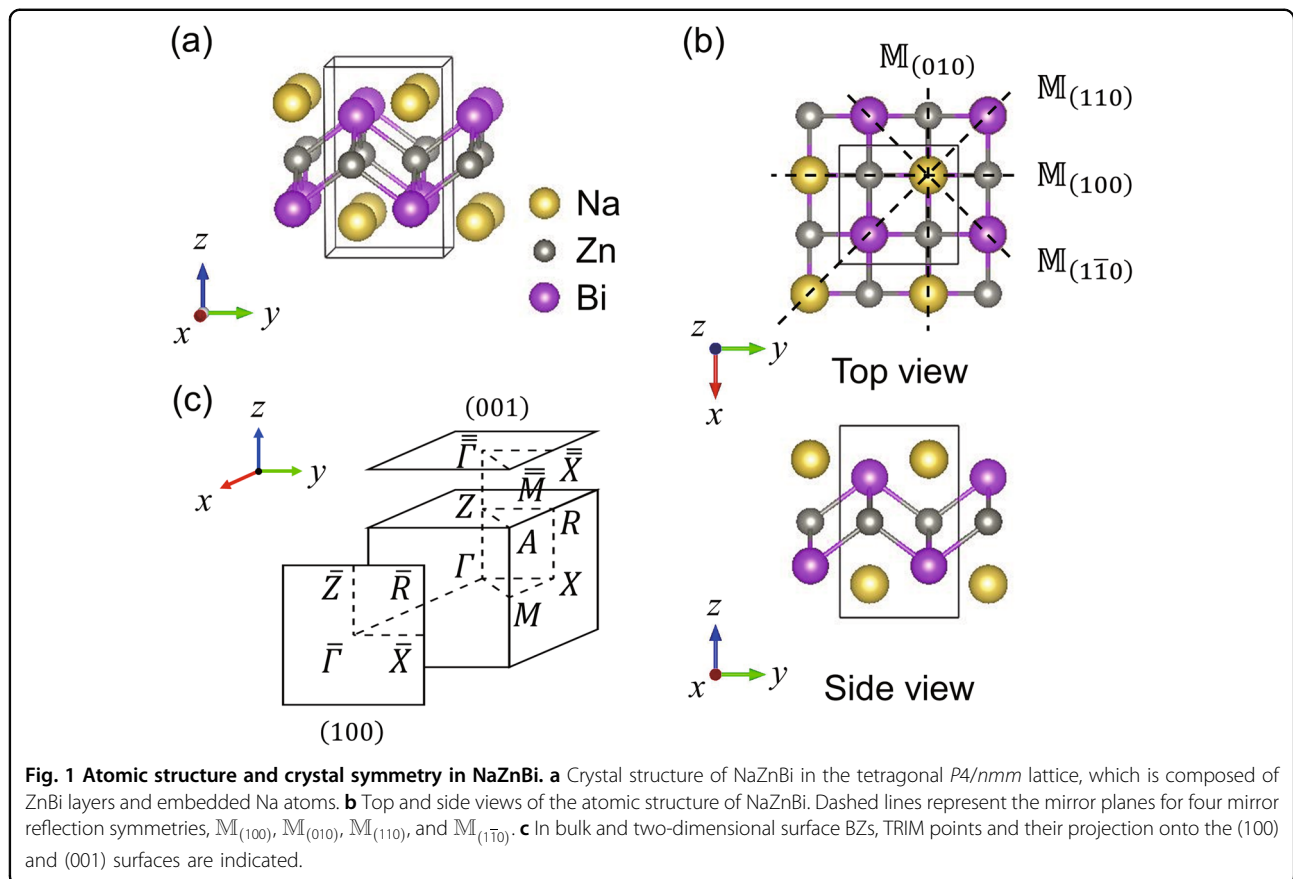 (a)
Na
Zn
Bi
z
y
x
(b)
𝕄(010)
𝕄(110)
𝕄(100)
𝕄(11̅0)
z
y
x
Top view
z
x
y
Side view
(c)
z
y
x
(001)
Γ̿
X̿
M̿
Z
R
A
Γ
X
M
Z̅
R̅
Γ̅
X̅
(100)
Fig. 1 Atomic structure and crystal symmetry in NaZnBi. a Crystal structure of NaZnBi in the tetragonal P4/nmm lattice, which is composed of
ZnBi layers and embedded Na atoms. b Top and side views of the atomic structure of NaZnBi. Dashed lines represent the mirror planes for four mirror
reflection symmetries, 𝕄(100), 𝕄(010), 𝕄(110), and 𝕄(11̅0). c In bulk and two-dimensional surface BZs, TRIM points and their projection onto the (100)
and (001) surfaces are indicated.